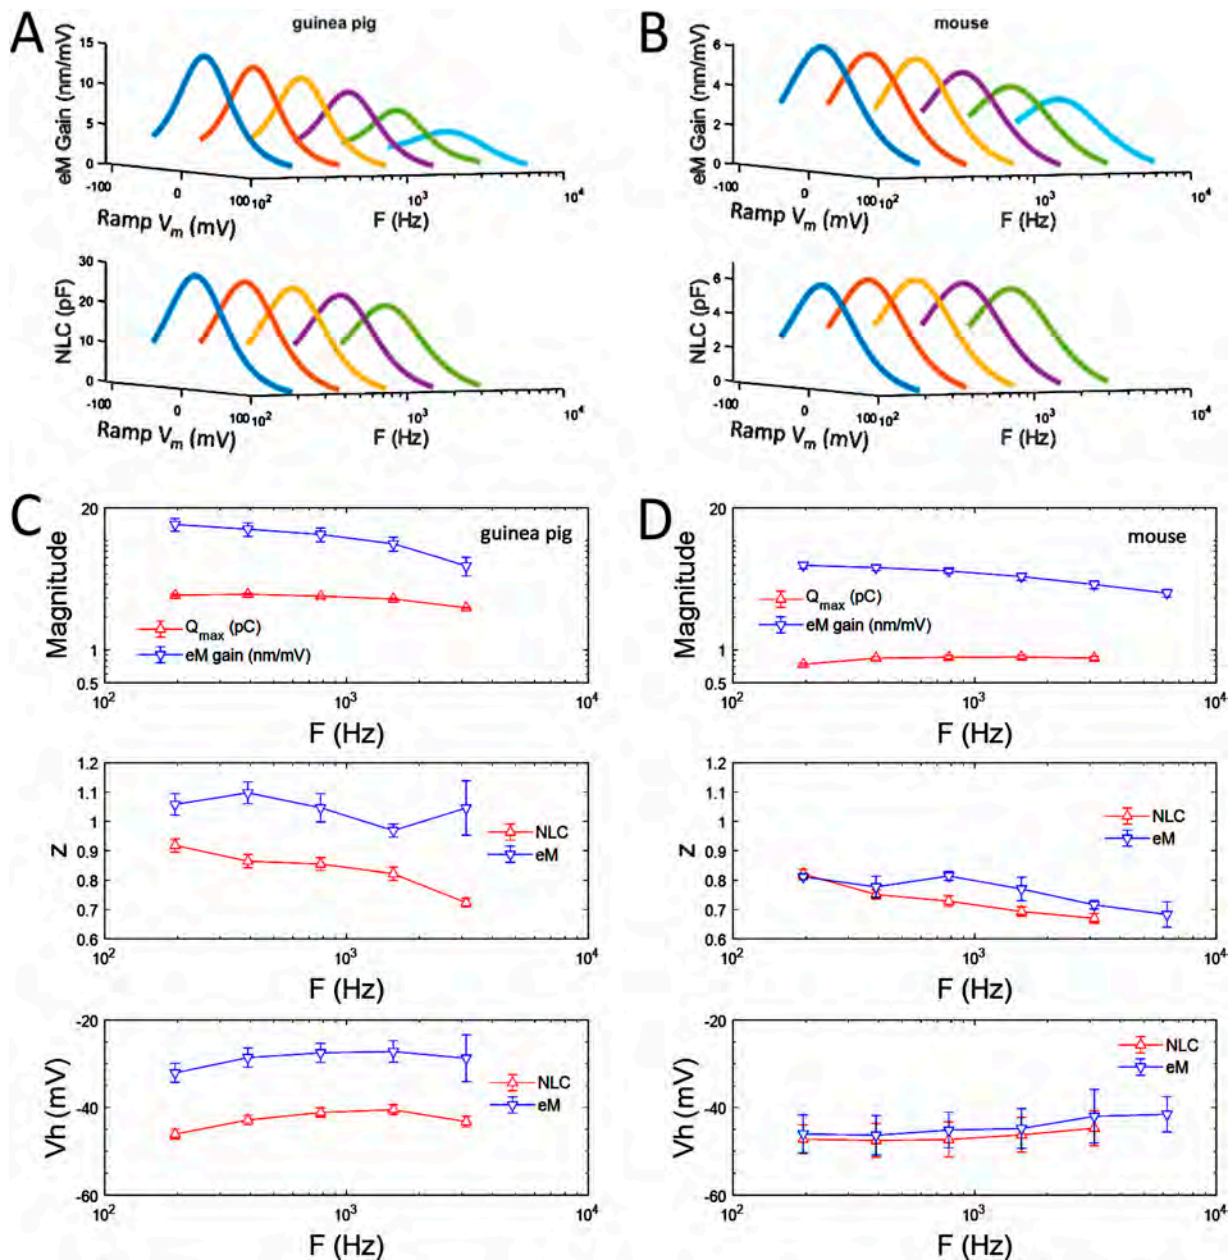 A
guinea pig
eM Gain (nm/mV)
15
10
5
0
-100
0
100
10²
10³
10⁴
Ramp Vₘ (mV)
F (Hz)
NLC (pF)
30
20
10
0
-100
0
100
10²
10³
10⁴
Ramp Vₘ (mV)
F (Hz)
B
mouse
eM Gain (nm/mV)
6
4
2
0
-100
0
100
10²
10³
10⁴
Ramp Vₘ (mV)
F (Hz)
NLC (pF)
6
4
2
0
-100
0
100
10²
10³
10⁴
Ramp Vₘ (mV)
F (Hz)
C
guinea pig
Magnitude
20
1
0.5
Qₘₐₓ (pC)
eM gain (nm/mV)
10²
10³
10⁴
F (Hz)
z
1.2
1.1
1
0.9
0.8
0.7
0.6
NLC
eM
10²
10³
10⁴
F (Hz)
Vh (mV)
-20
-40
-60
NLC
eM
10²
10³
10⁴
F (Hz)
D
mouse
Magnitude
20
1
0.5
Qₘₐₓ (pC)
eM gain (nm/mV)
10²
10³
10⁴
F (Hz)
z
1.2
1.1
1
0.9
0.8
0.7
0.6
NLC
eM
10²
10³
10⁴
F (Hz)
Vh (mV)
-20
-40
-60
NLC
eM
10²
10³
10⁴
F (Hz)